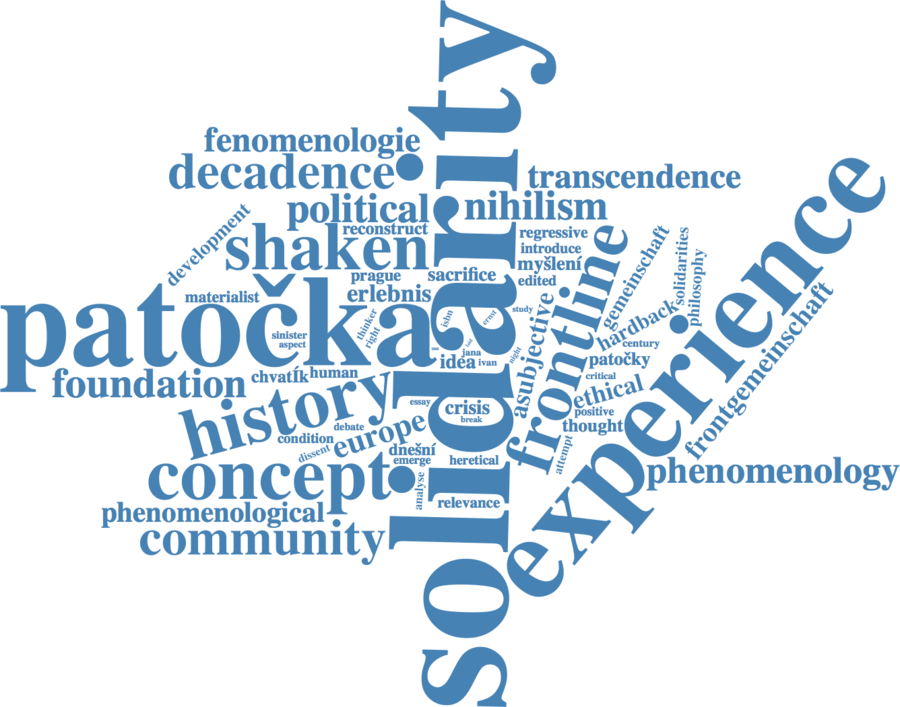 solidarity
fenomenologie
decadence
transcendence
political
nihilism
reconstruct
shaken
regressive
introduce
myšlení
edited
development
prague
sacrifice
erlebnis
materialist
patočka
thinker
right
sinister
aspect
ishn
ernst
study
jana
idea
ivan
night
asubjective
frontline
gemeinschaft
solidarities
philosophy
hardback
century
patočky
critical
ethical
positive
thought
attempt
experience
frontgemeinschaft
phenomenology
foundation
chvatík
human
history
essay
crisis
break
debate
condition
europe
dissent
dnešní
emerge
heretical
concept
analyse
relevance
phenomenological
community